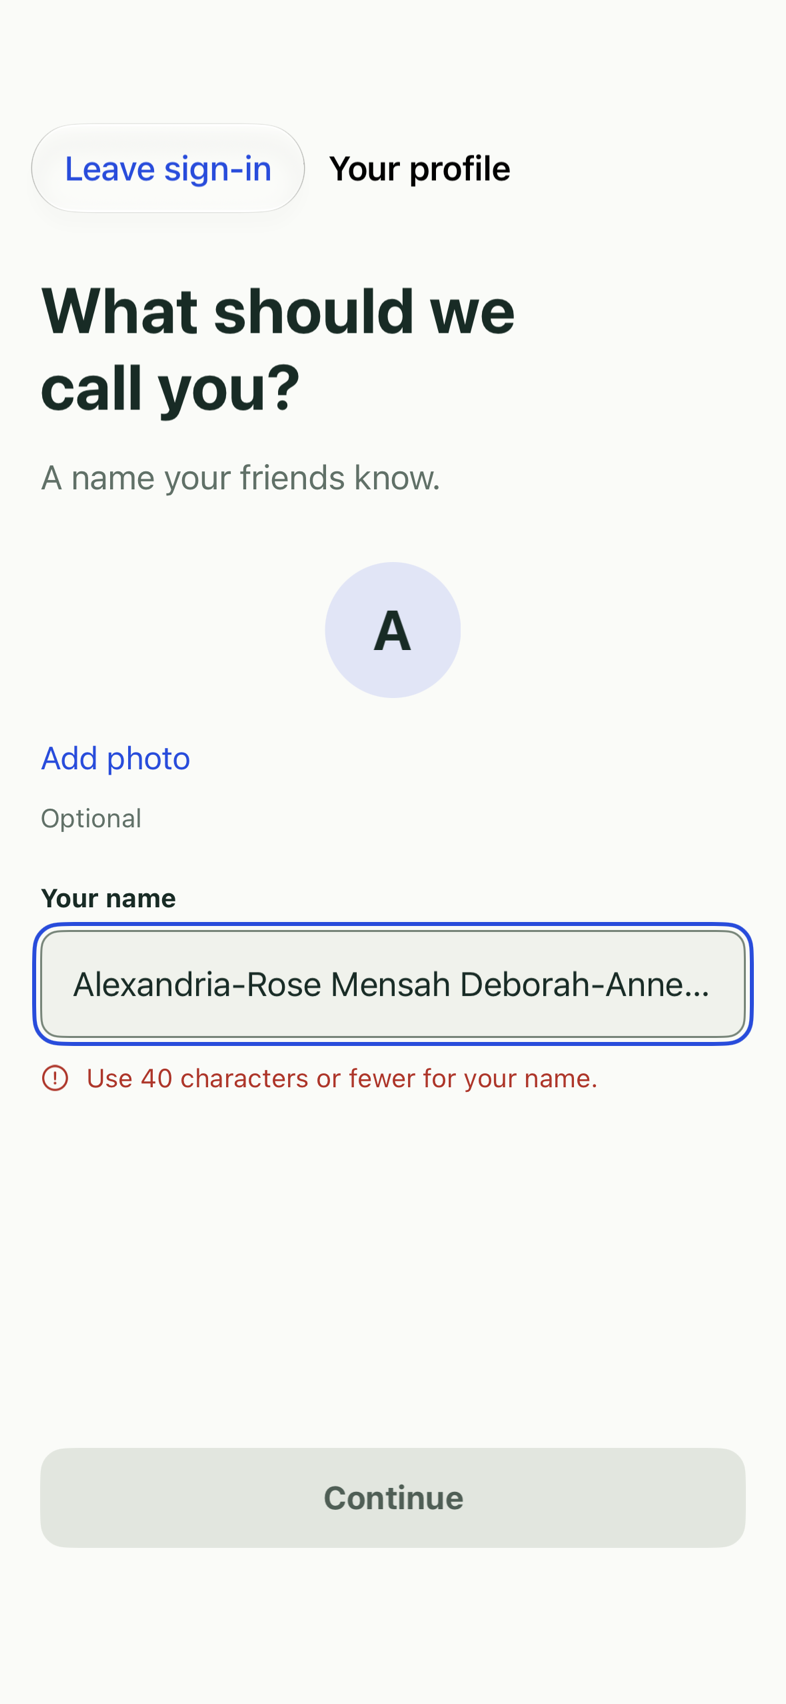 Leave sign-in Your profile
What should we
call you?
A name your friends know.
A
Add photo
Optional
Your name
Alexandria-Rose Mensah Deborah-Anne...
Use 40 characters or fewer for your name.
Continue